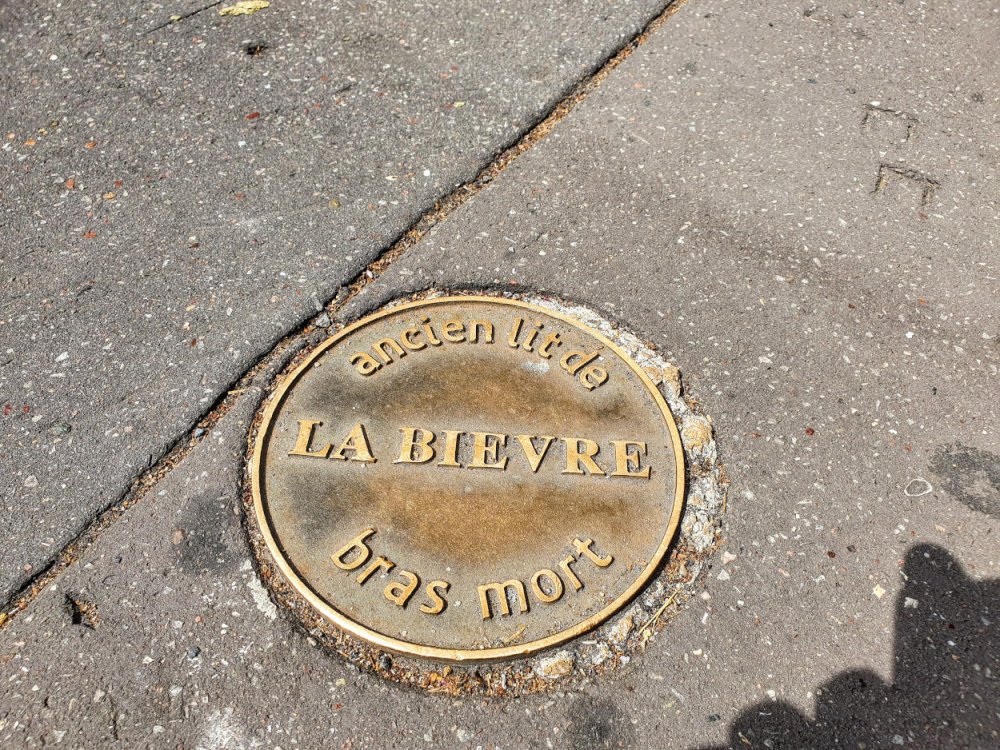 ancien lit de
LA BIEVRE
bras mort